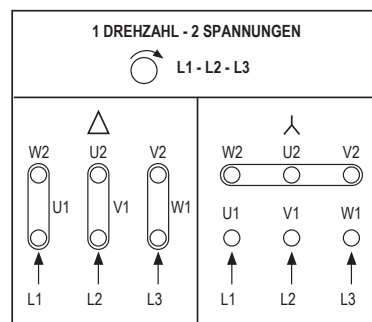 1 DREHZAHL - 2 SPANNUNGEN
L1 - L2 - L3
W2 U2 V2
U1 V1 W1
L1 L2 L3
W2 U2 V2
U1 V1 W1
L1 L2 L3